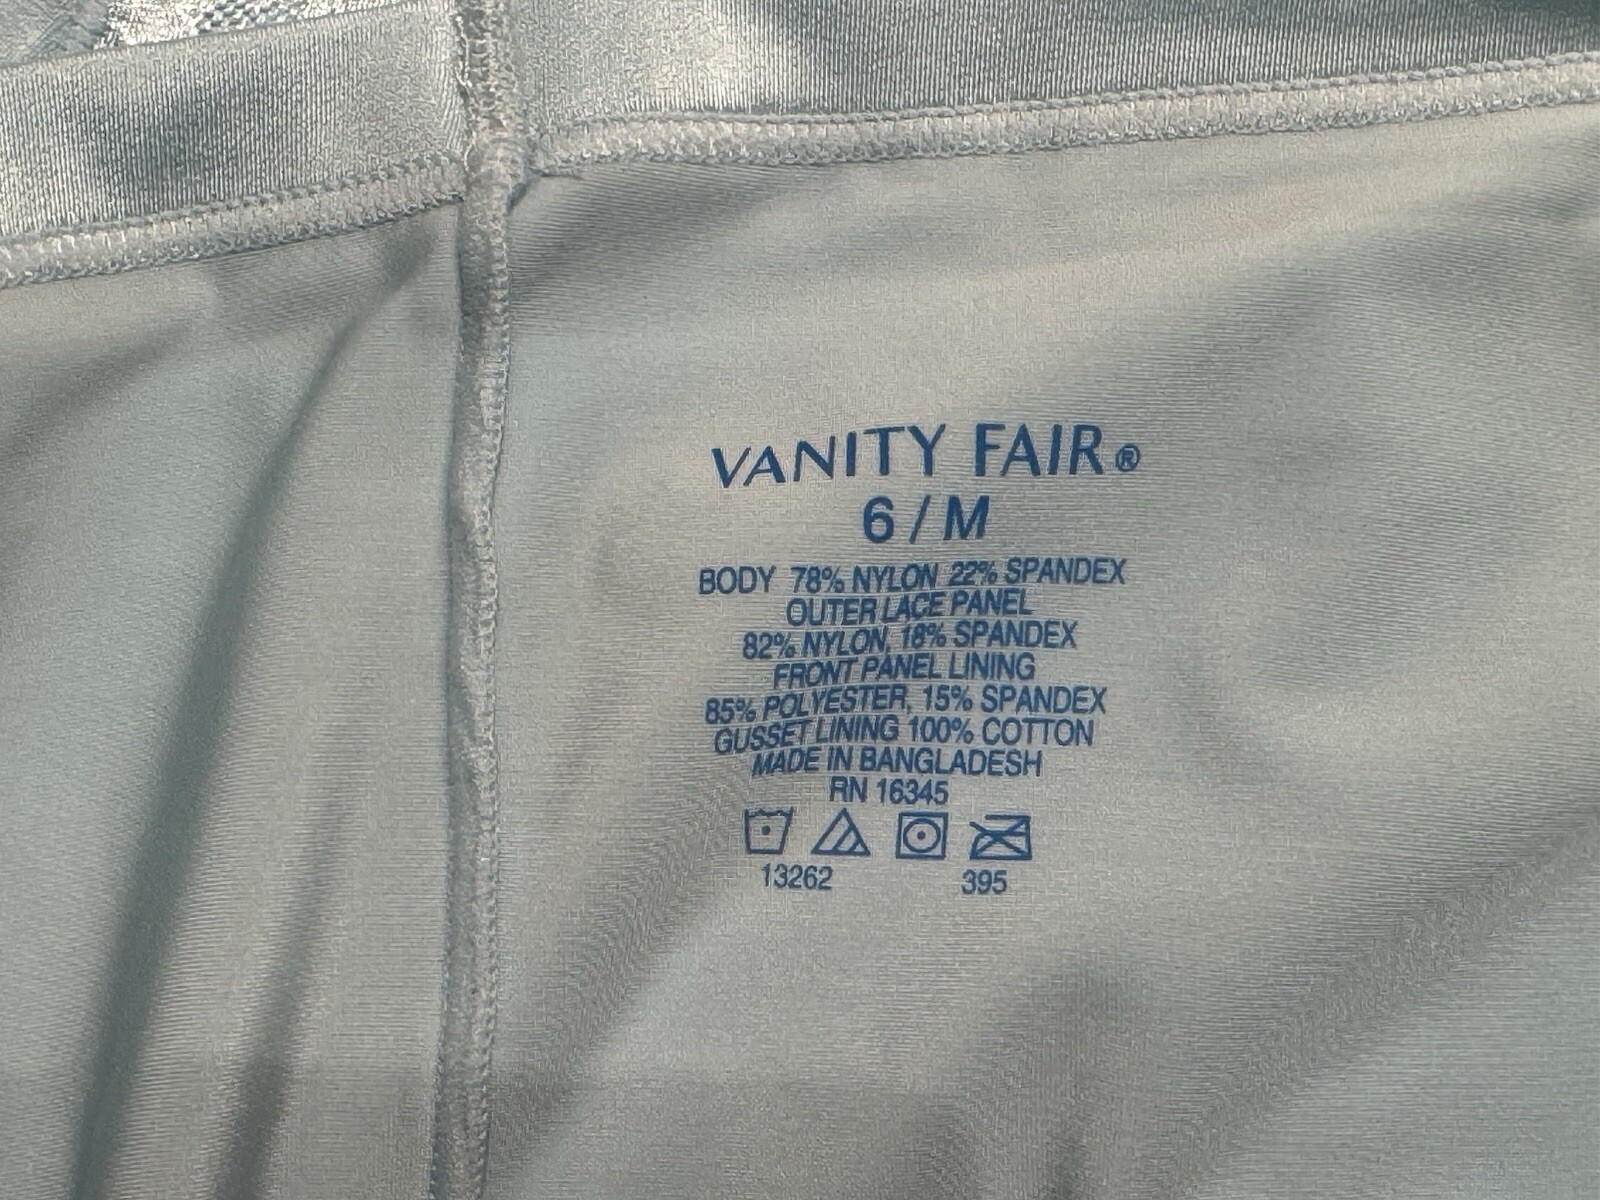 VANITY FAIR®
6 / M
BODY 78% NYLON 22% SPANDEX
OUTER LACE PANEL
82% NYLON, 18% SPANDEX
FRONT PANEL LINING
85% POLYESTER, 15% SPANDEX
GUSSET LINING 100% COTTON
MADE IN BANGLADESH
RN 16345
13262 395